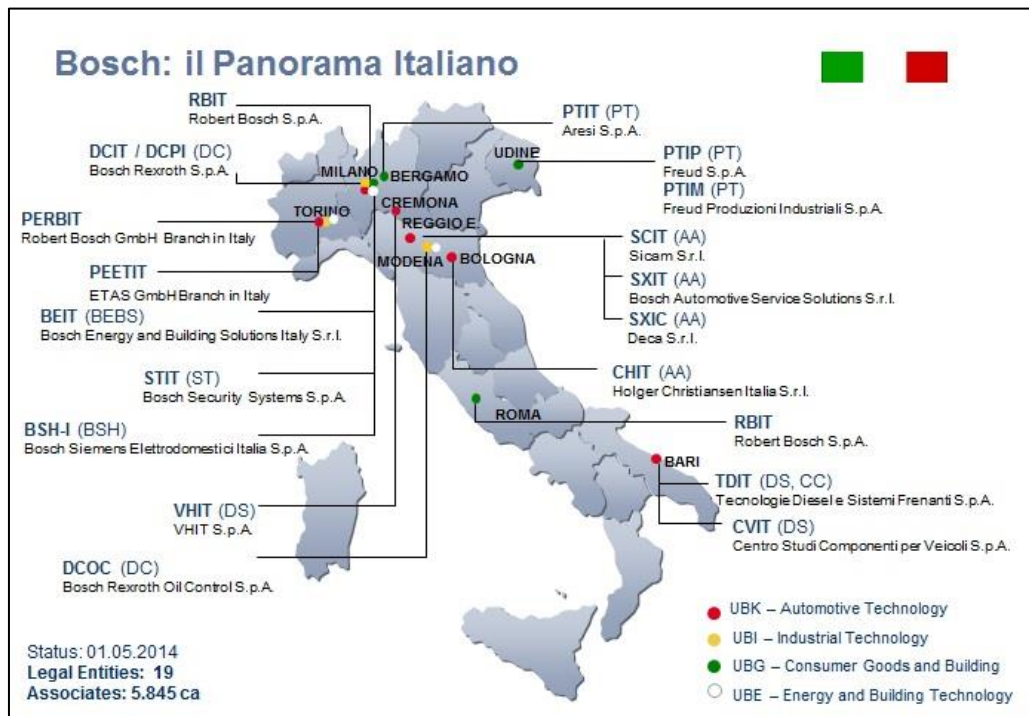 Bosch: il Panorama Italiano
RBIT
Robert Bosch S.p.A.
DCIT / DCPI (DC)
Bosch Rexroth S.p.A.
PERBIT
Robert Bosch GmbH Branch in Italy
PEETIT
ETAS GmbH Branch in Italy
BEIT (BEBS)
Bosch Energy and Building Solutions Italy S.r.l.
STIT (ST)
Bosch Security Systems S.p.A.
BSH-I (BSH)
Bosch Siemens Elettrodomestici Italia S.p.A.
VHIT (DS)
VHIT S.p.A.
DCOC (DC)
Bosch Rexroth Oil Control S.p.A.
MILANO
BERGAMO
UDINE
TORINO
CREMONA
REGGIO E.
MODENA
BOLOGNA
ROMA
BARI
PTIT (PT)
Aresi S.p.A.
PTIP (PT)
Freud S.p.A.
PTIM (PT)
Freud Produzioni Industriali S.p.A.
SCIT (AA)
Sicam S.r.l.
SXIT (AA)
Bosch Automotive Service Solutions S.r.l.
SXIC (AA)
Deca S.r.l.
CHIT (AA)
Holger Christiansen Italia S.r.l.
RBIT
Robert Bosch S.p.A.
TDIT (DS, CC)
Tecnologie Diesel e Sistemi Frenanti S.p.A.
CVIT (DS)
Centro Studi Componenti per Veicoli S.p.A.
UBK – Automotive Technology
UBI – Industrial Technology
UBG – Consumer Goods and Building
UBE – Energy and Building Technology
Status: 01.05.2014
Legal Entities: 19
Associates: 5.845 ca